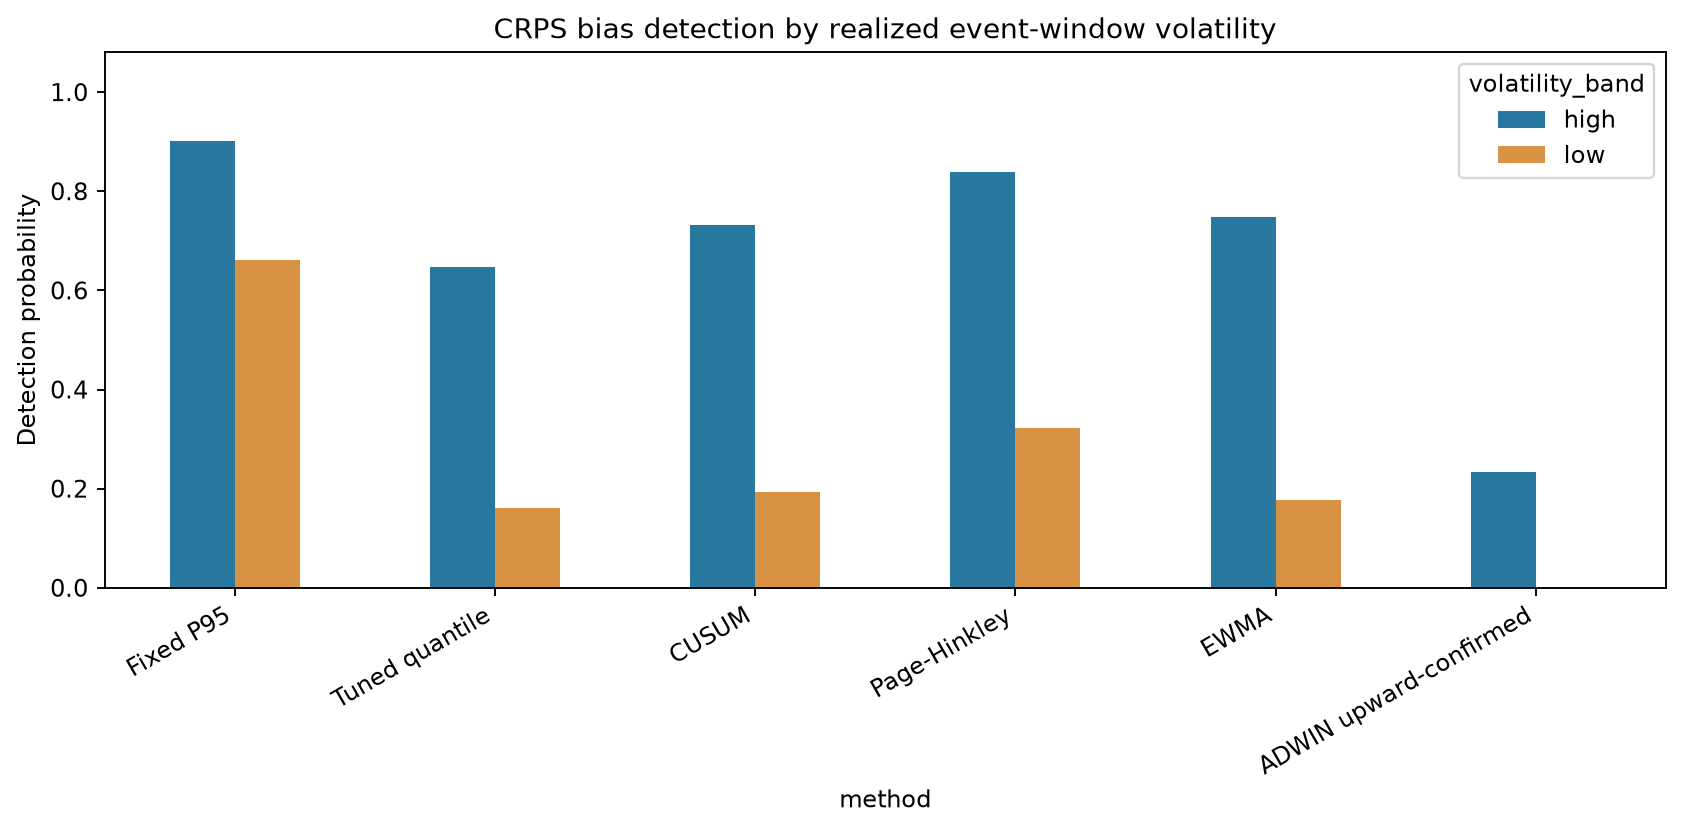 CRPS bias detection by realized event-window volatility
volatility_band
high
low
Detection probability
1.0
0.8
0.6
0.4
0.2
0.0
Fixed P95
Tuned quantile
CUSUM
Page-Hinkley
EWMA
ADWIN upward-confirmed
method